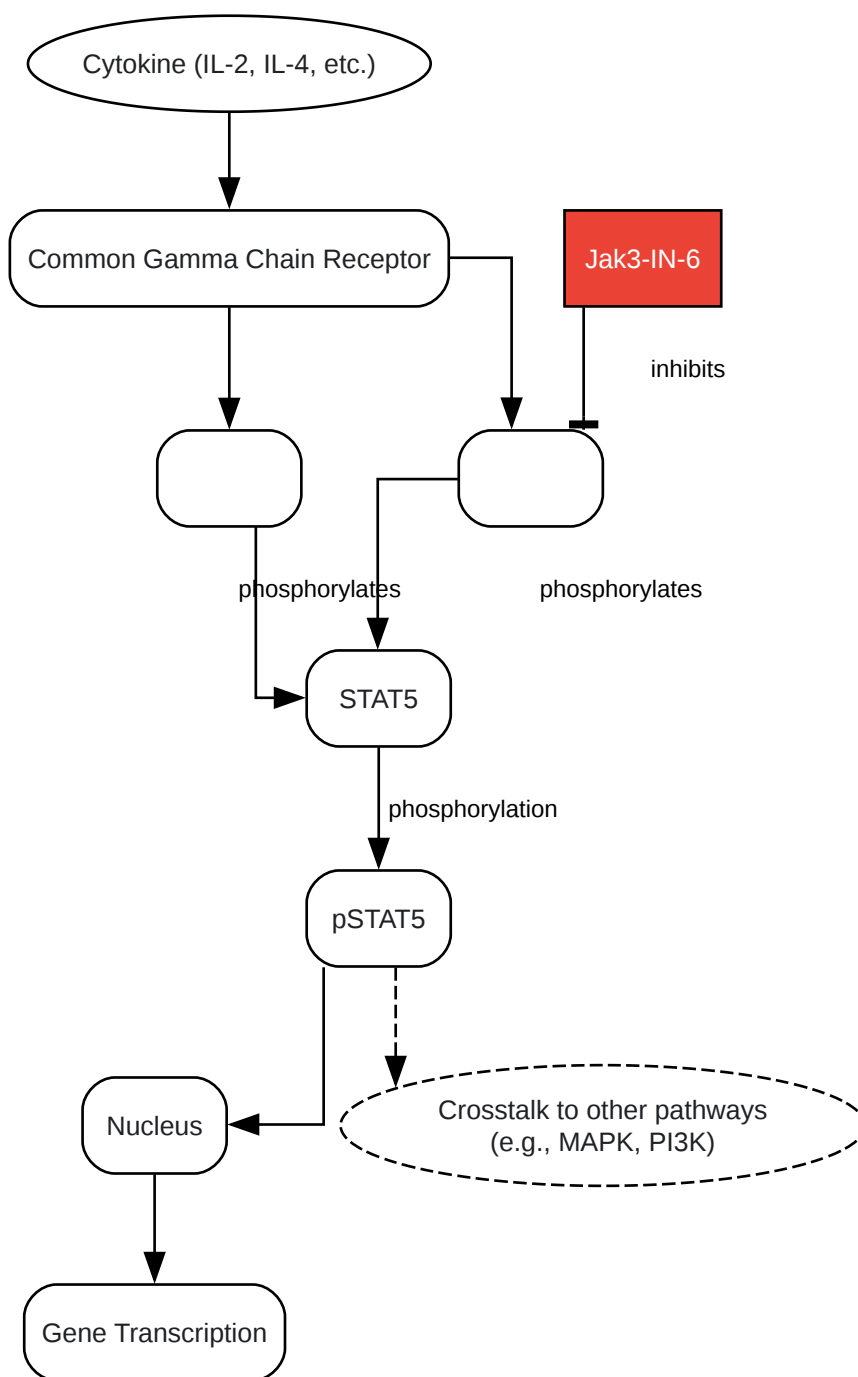 Cytokine (IL-2, IL-4, etc.)
Common Gamma Chain Receptor
Jak3-IN-6
inhibits
phosphorylates
phosphorylates
STAT5
phosphorylation
pSTAT5
Nucleus
Crosstalk to other pathways
(e.g., MAPK, PI3K)
Gene Transcription